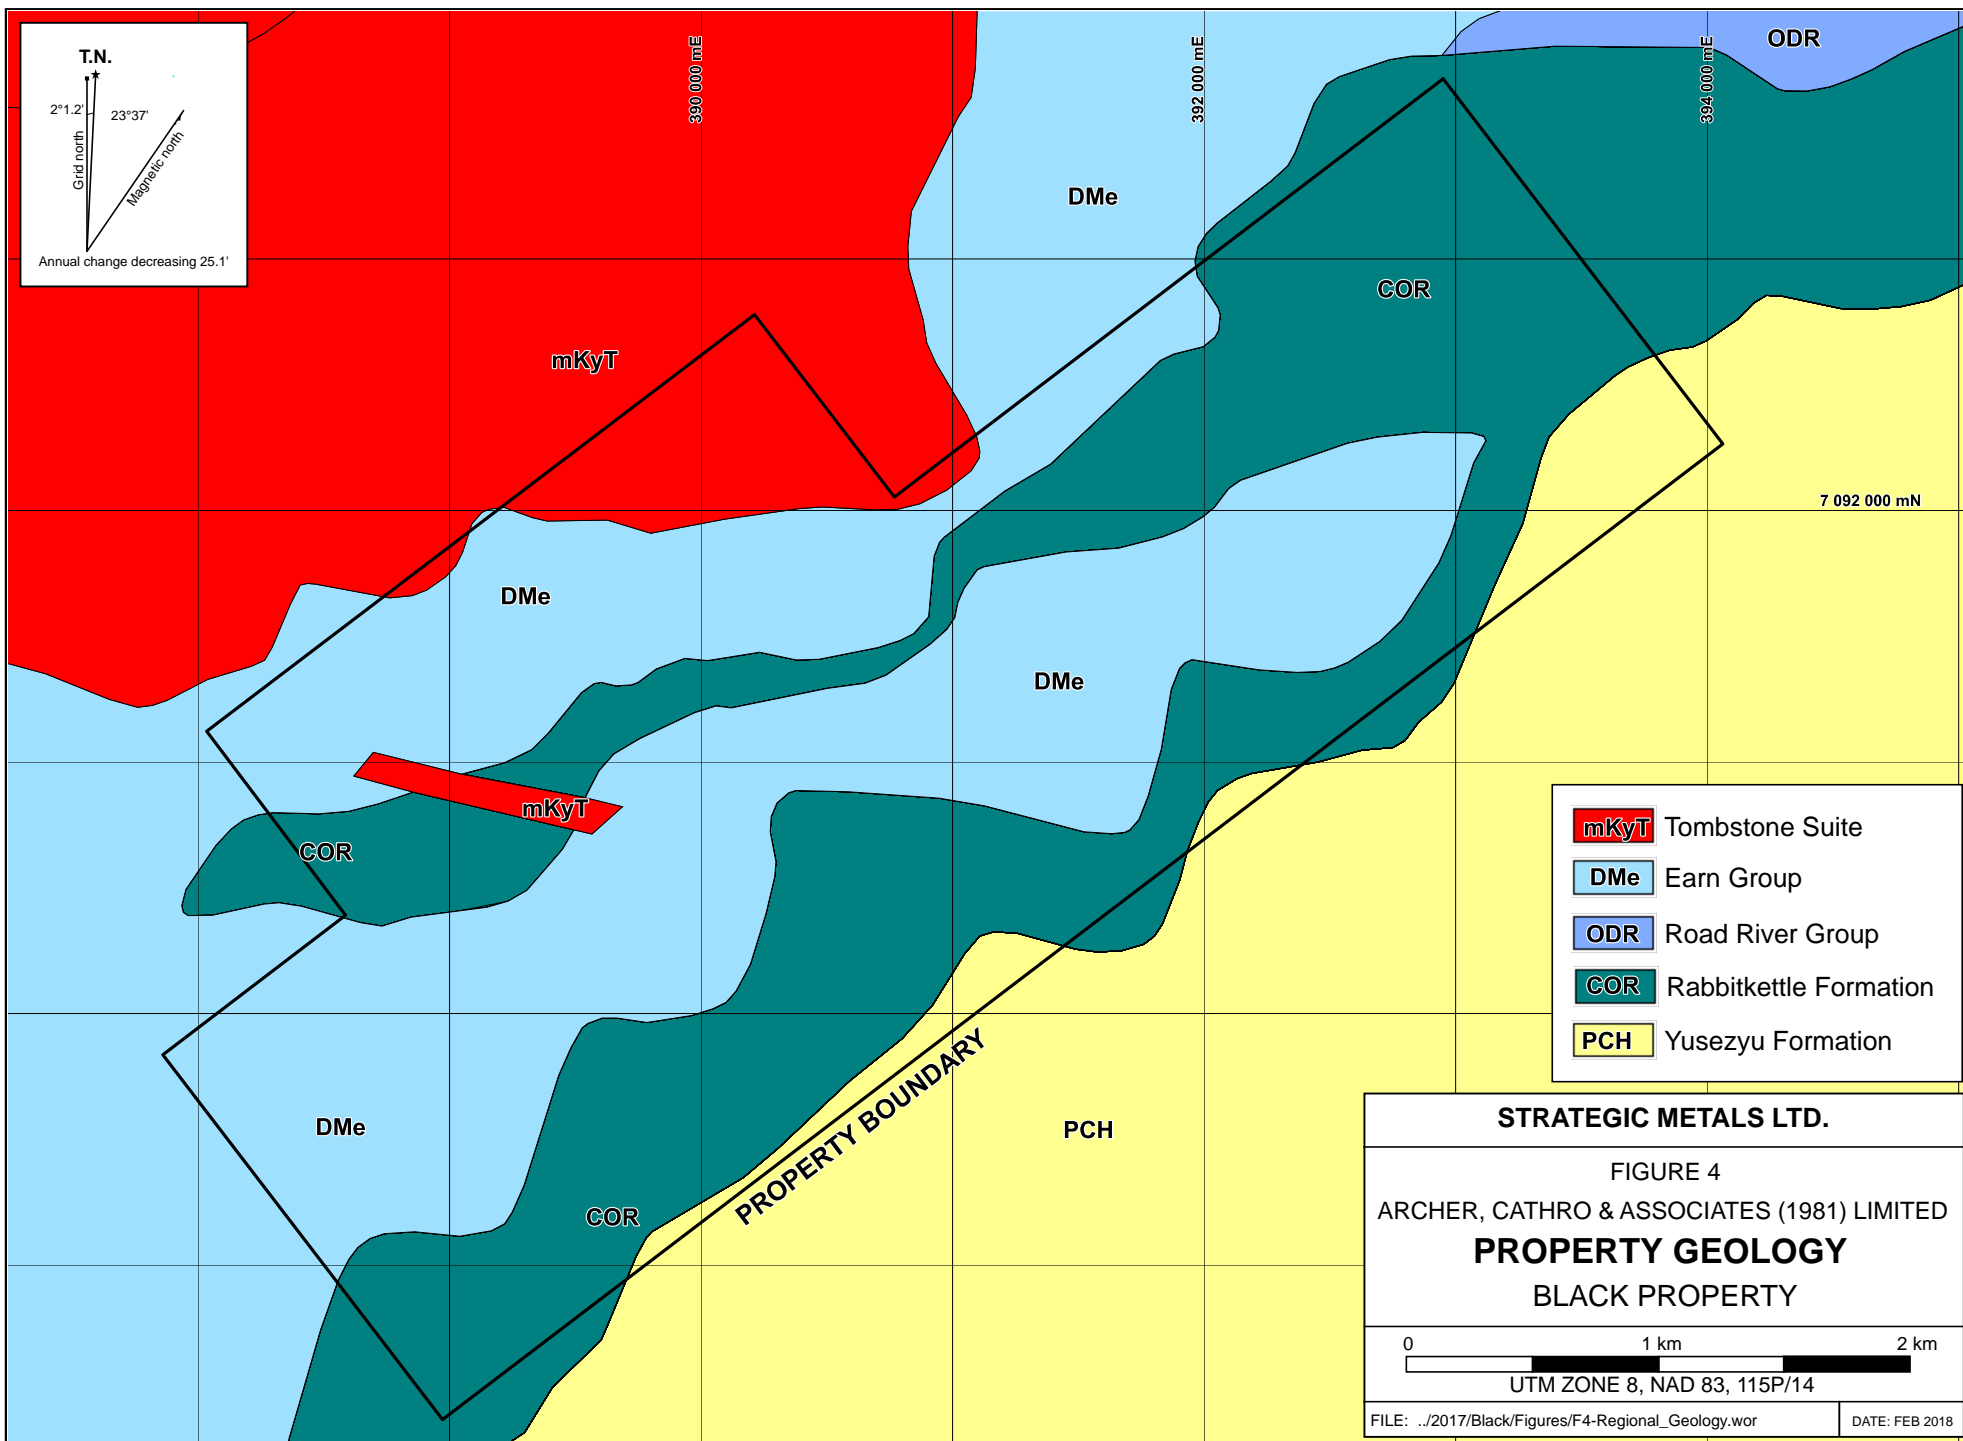 T.N.
2°1.2'
23°37'
Grid north
Magnetic north
Annual change decreasing 25.1'
390 000 mE
392 000 mE
394 000 mE
ODR
DMe
COR
mKyT
7 092 000 mN
DMe
DMe
mKyT
COR
DMe
COR
PCH
PROPERTY BOUNDARY
mKyT Tombstone Suite
DMe Earn Group
ODR Road River Group
COR Rabbitkettle Formation
PCH Yusezyu Formation
STRATEGIC METALS LTD.
FIGURE 4
ARCHER, CATHRO & ASSOCIATES (1981) LIMITED
PROPERTY GEOLOGY
BLACK PROPERTY
0 1 km 2 km
UTM ZONE 8, NAD 83, 115P/14
FILE: ../2017/Black/Figures/F4-Regional_Geology.wor
DATE: FEB 2018